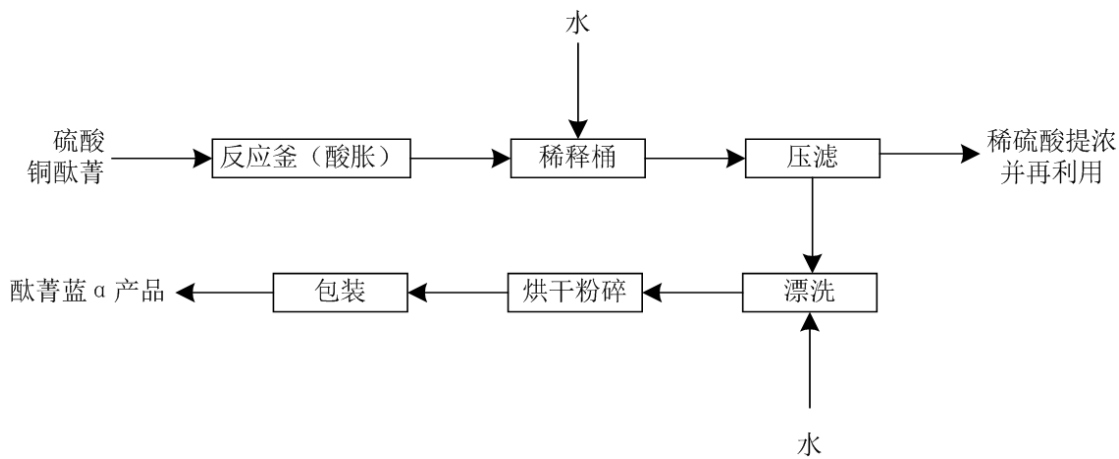 水
硫酸
铜酞菁
反应釜（酸胀）
稀释桶
压滤
稀硫酸提浓
并再利用
酞菁蓝 α 产品
包装
烘干粉碎
漂洗
水